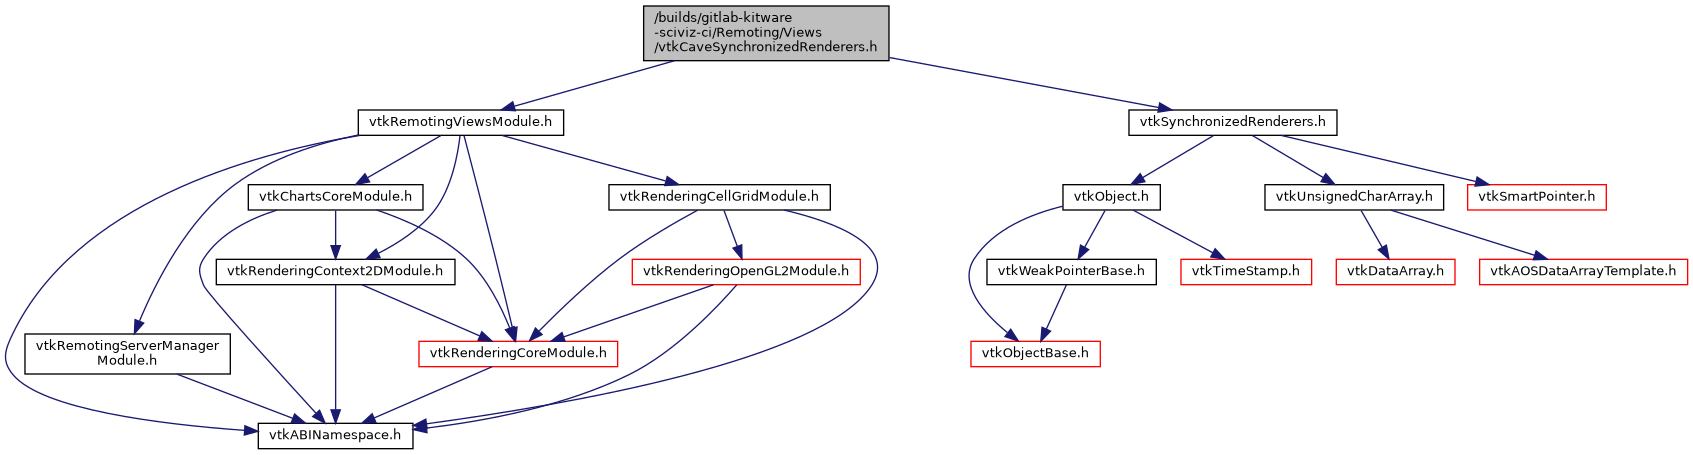 /builds/gitlab-kitware
-sciviz-ci/Remoting/Views
/vtkCaveSynchronizedRenderers.h
vtkRemotingViewsModule.h
vtkSynchronizedRenderers.h
vtkChartsCoreModule.h
vtkRenderingCellGridModule.h
vtkObject.h
vtkUnsignedCharArray.h
vtkSmartPointer.h
vtkRenderingContext2DModule.h
vtkRenderingOpenGL2Module.h
vtkWeakPointerBase.h
vtkTimeStamp.h
vtkDataArray.h
vtkAOSDataArrayTemplate.h
vtkRemotingServerManager
Module.h
vtkRenderingCoreModule.h
vtkObjectBase.h
vtkABINamespace.h